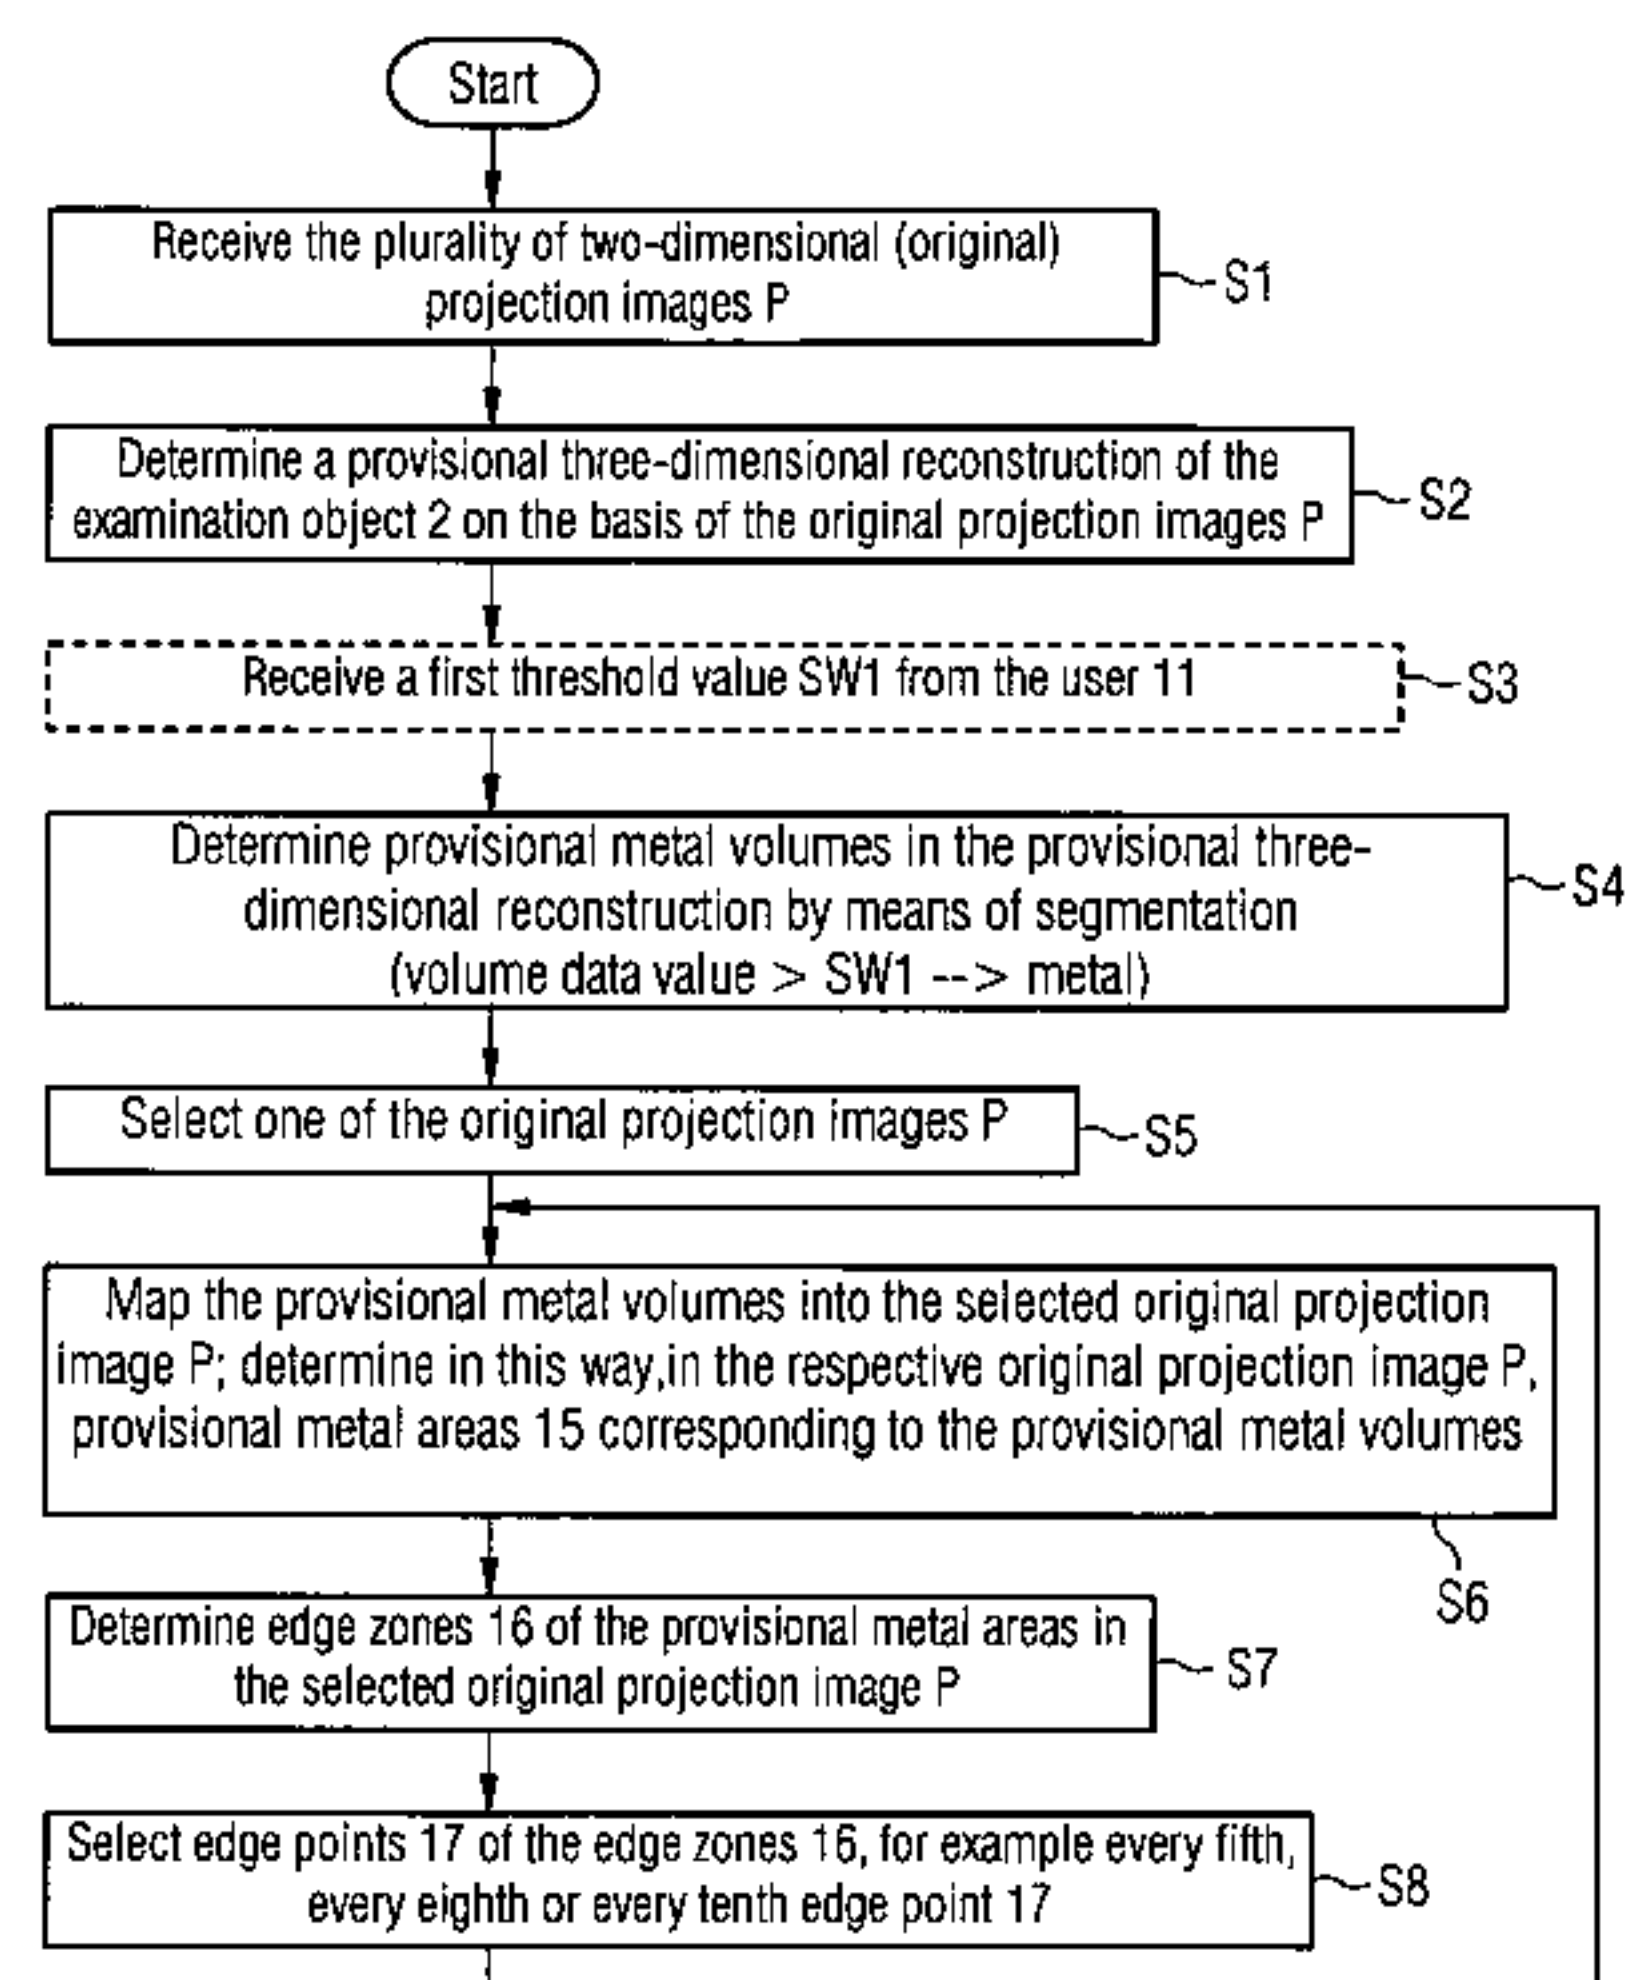 Start
Receive the plurality of two-dimensional (original)
projection images P
S1
Determine a provisional three-dimensional reconstruction of the
examination object 2 on the basis of the original projection images P
S2
Receive a first threshold value SW1 from the user 11
S3
Determine provisional metal volumes in the provisional three-
dimensional reconstruction by means of segmentation
(volume data value > SW1 --> metal)
S4
Select one of the original projection images P
S5
Map the provisional metal volumes into the selected original projection
image P; determine in this way,in the respective original projection image P,
provisional metal areas 15 corresponding to the provisional metal volumes
S6
Determine edge zones 16 of the provisional metal areas in
the selected original projection image P
S7
Select edge points 17 of the edge zones 16, for example every fifth,
every eighth or every tenth edge point 17
S8